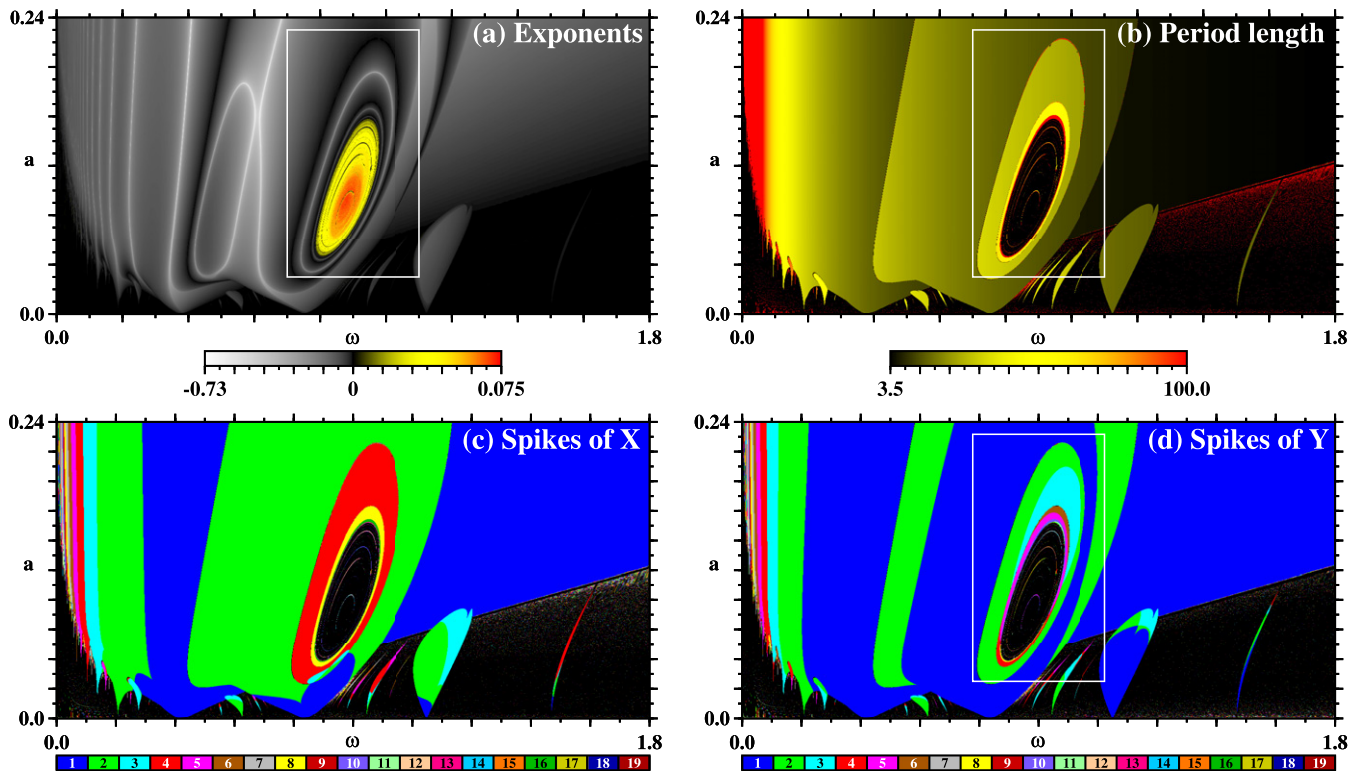 (a) Exponents
(b) Period length
0.24
a
0.0
0.0
ω
1.8
0.24
a
0.0
0.0
ω
1.8
-0.73
0
0.075
3.5
100.0
(c) Spikes of X
(d) Spikes of Y
0.24
a
0.0
0.0
ω
1.8
0.24
a
0.0
0.0
ω
1.8
1 2 3 4 5 6 7 8 9 10 11 12 13 14 15 16 17 18 19
1 2 3 4 5 6 7 8 9 10 11 12 13 14 15 16 17 18 19